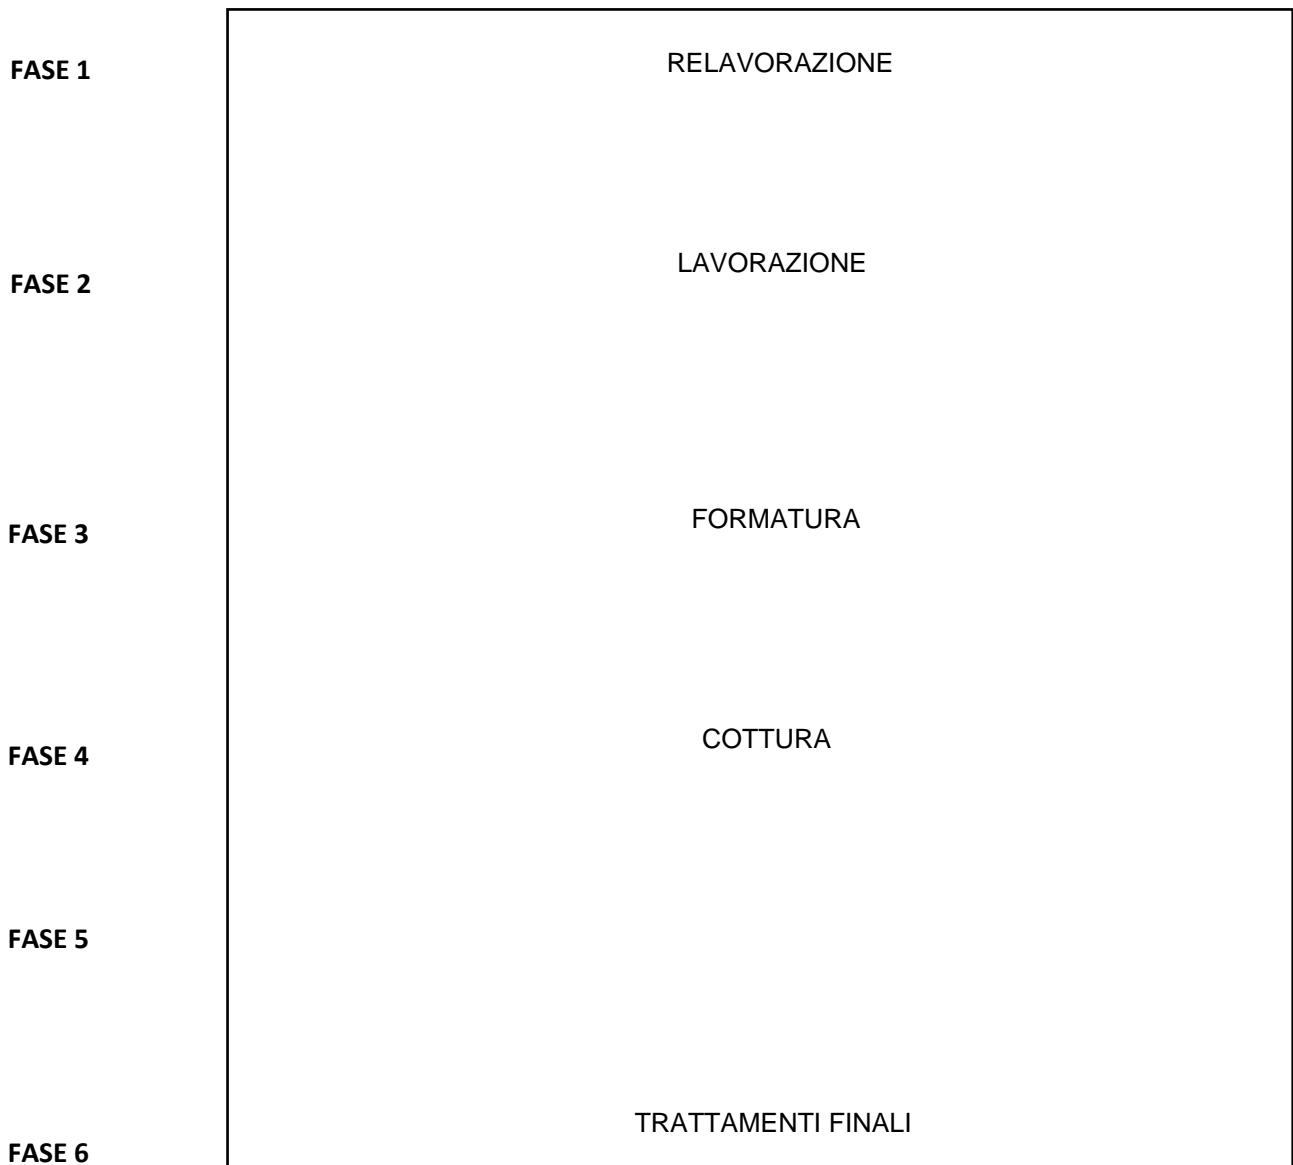 FASE 1
RELAVORAZIONE
FASE 2
LAVORAZIONE
FASE 3
FORMATURA
FASE 4
COTTURA
FASE 5
TRATTAMENTI FINALI
FASE 6